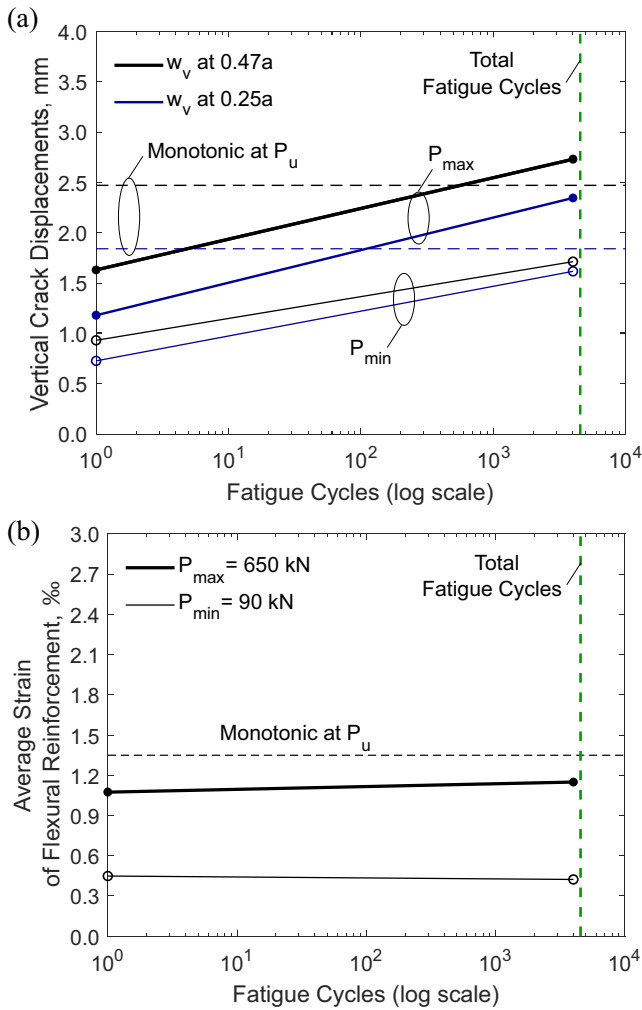 (a)
4.0
3.5
3.0
2.5
2.0
1.5
1.0
0.5
0.0
Vertical Crack Displacements, mm
w_v at 0.47a
w_v at 0.25a
Total
Fatigue Cycles
Monotonic at P_u
P_max
P_min
10^0
10^1
10^2
10^3
10^4
Fatigue Cycles (log scale)
(b)
3.0
2.7
2.4
2.1
1.8
1.5
1.2
0.9
0.6
0.3
0.0
Average Strain
of Flexural Reinforcement, ‰
P_max= 650 kN
P_min= 90 kN
Total
Fatigue Cycles
Monotonic at P_u
10^0
10^1
10^2
10^3
10^4
Fatigue Cycles (log scale)